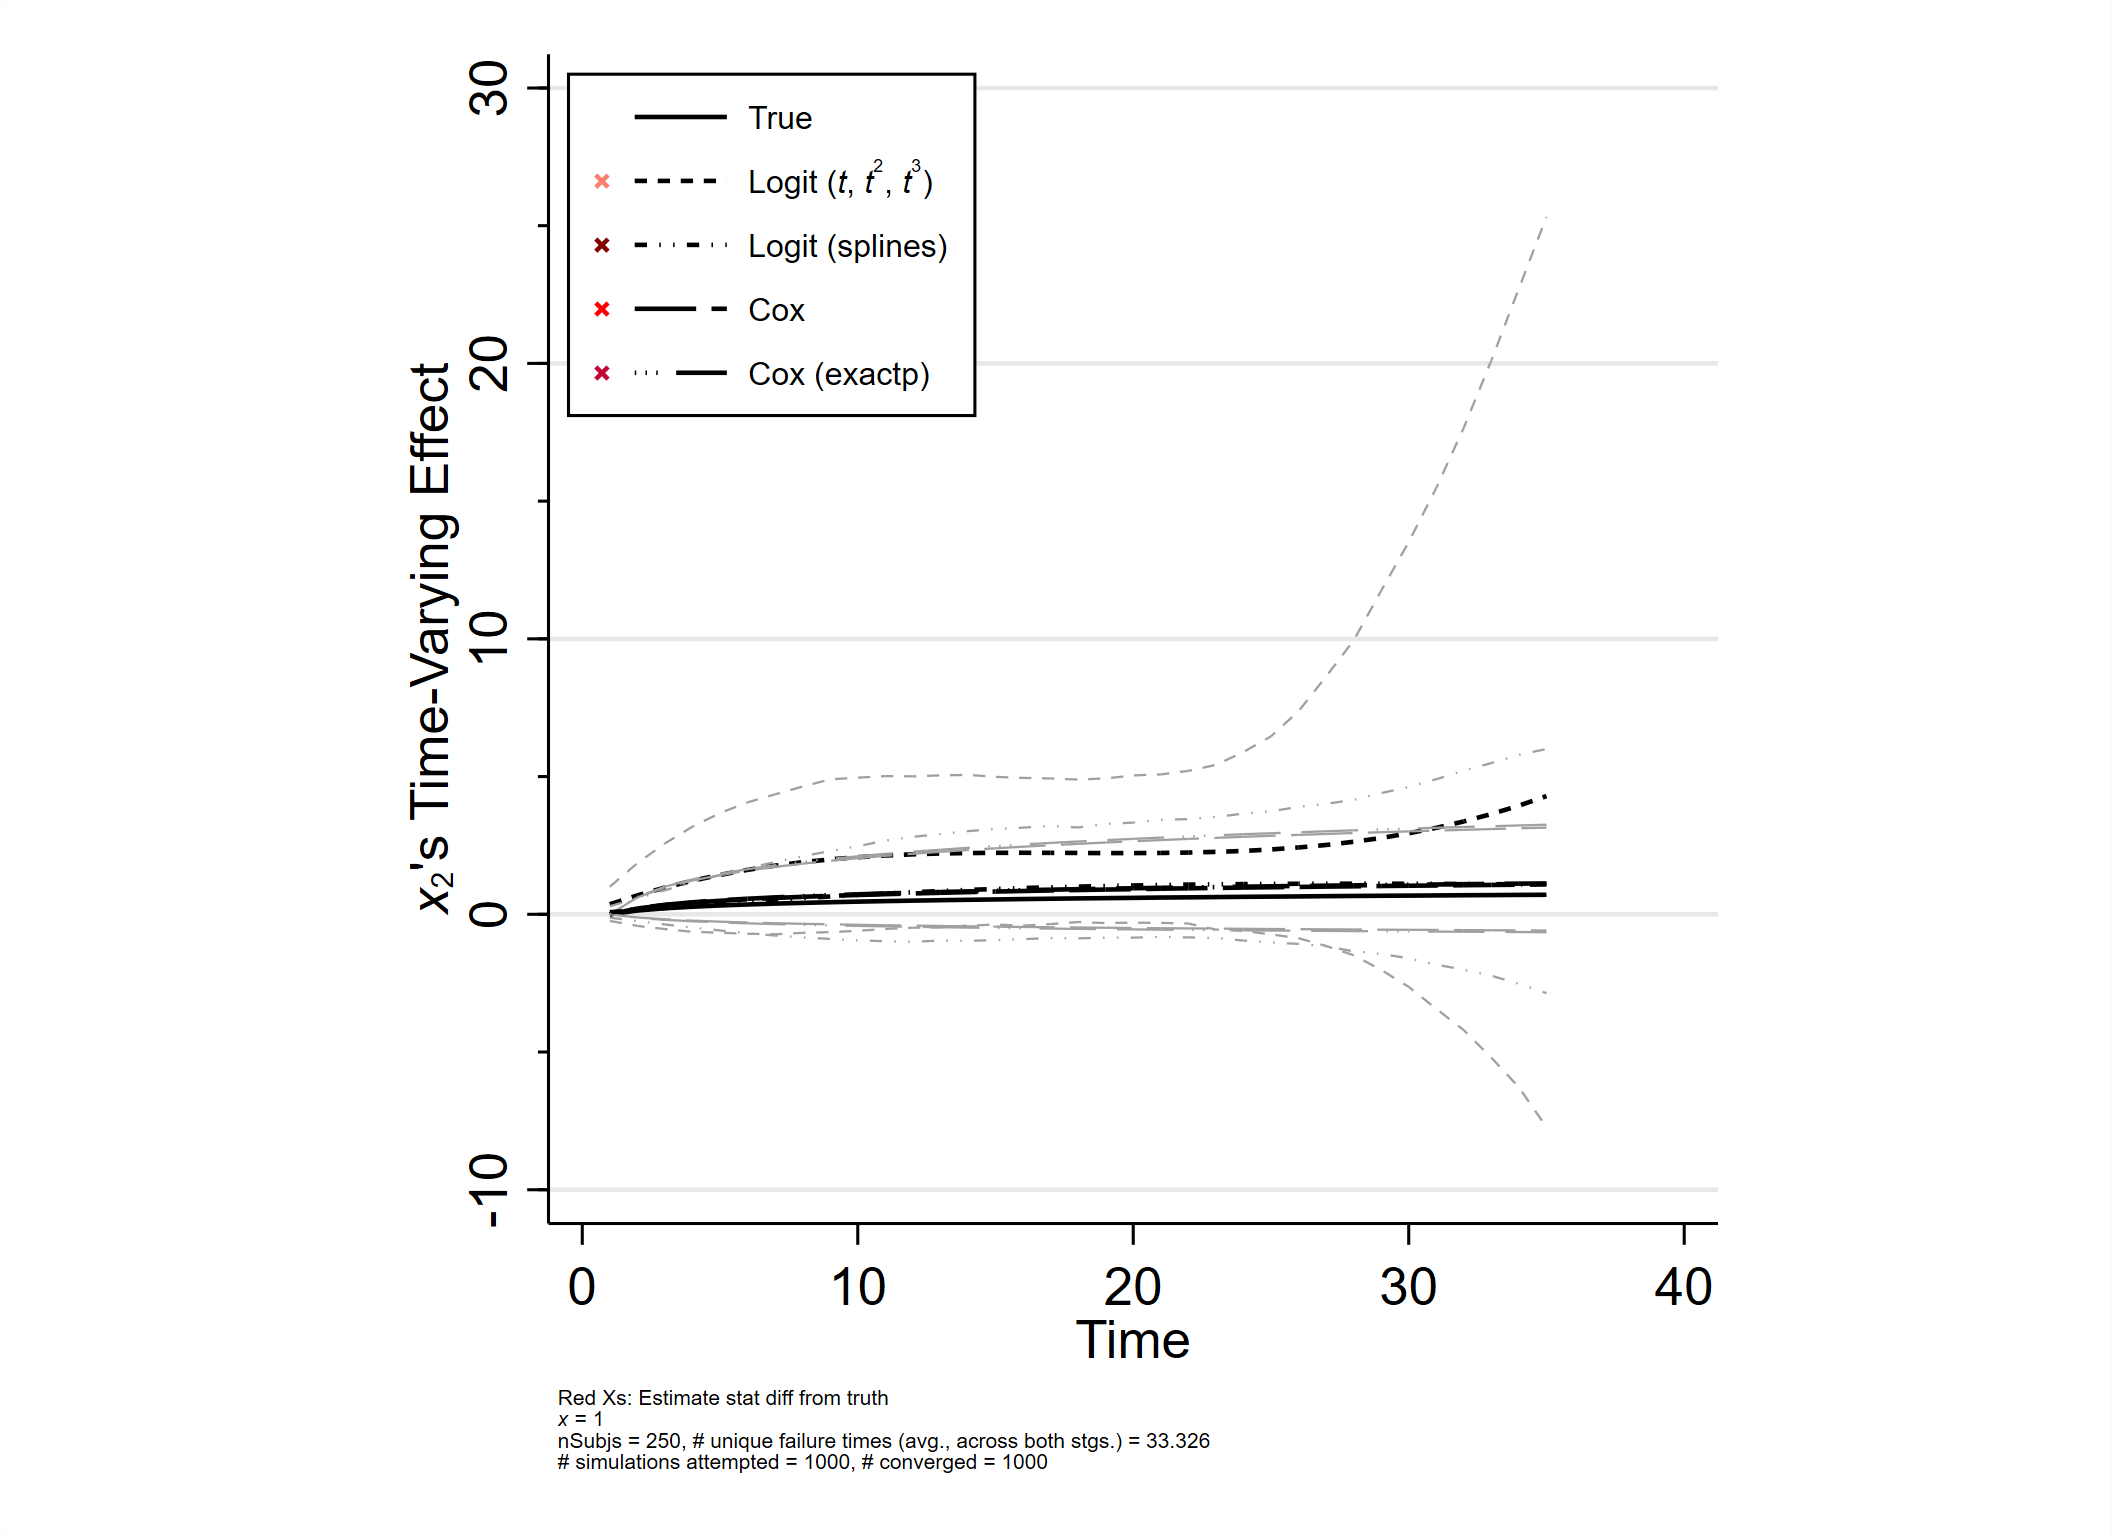 x₂'s Time-Varying Effect
30
20
10
0
-10
True
Logit (t, t², t³)
Logit (splines)
Cox
Cox (exactp)
0 10 20 30 40
Time
Red Xs: Estimate stat diff from truth
x = 1
nSubjs = 250, # unique failure times (avg., across both stgs.) = 33.326
# simulations attempted = 1000, # converged = 1000